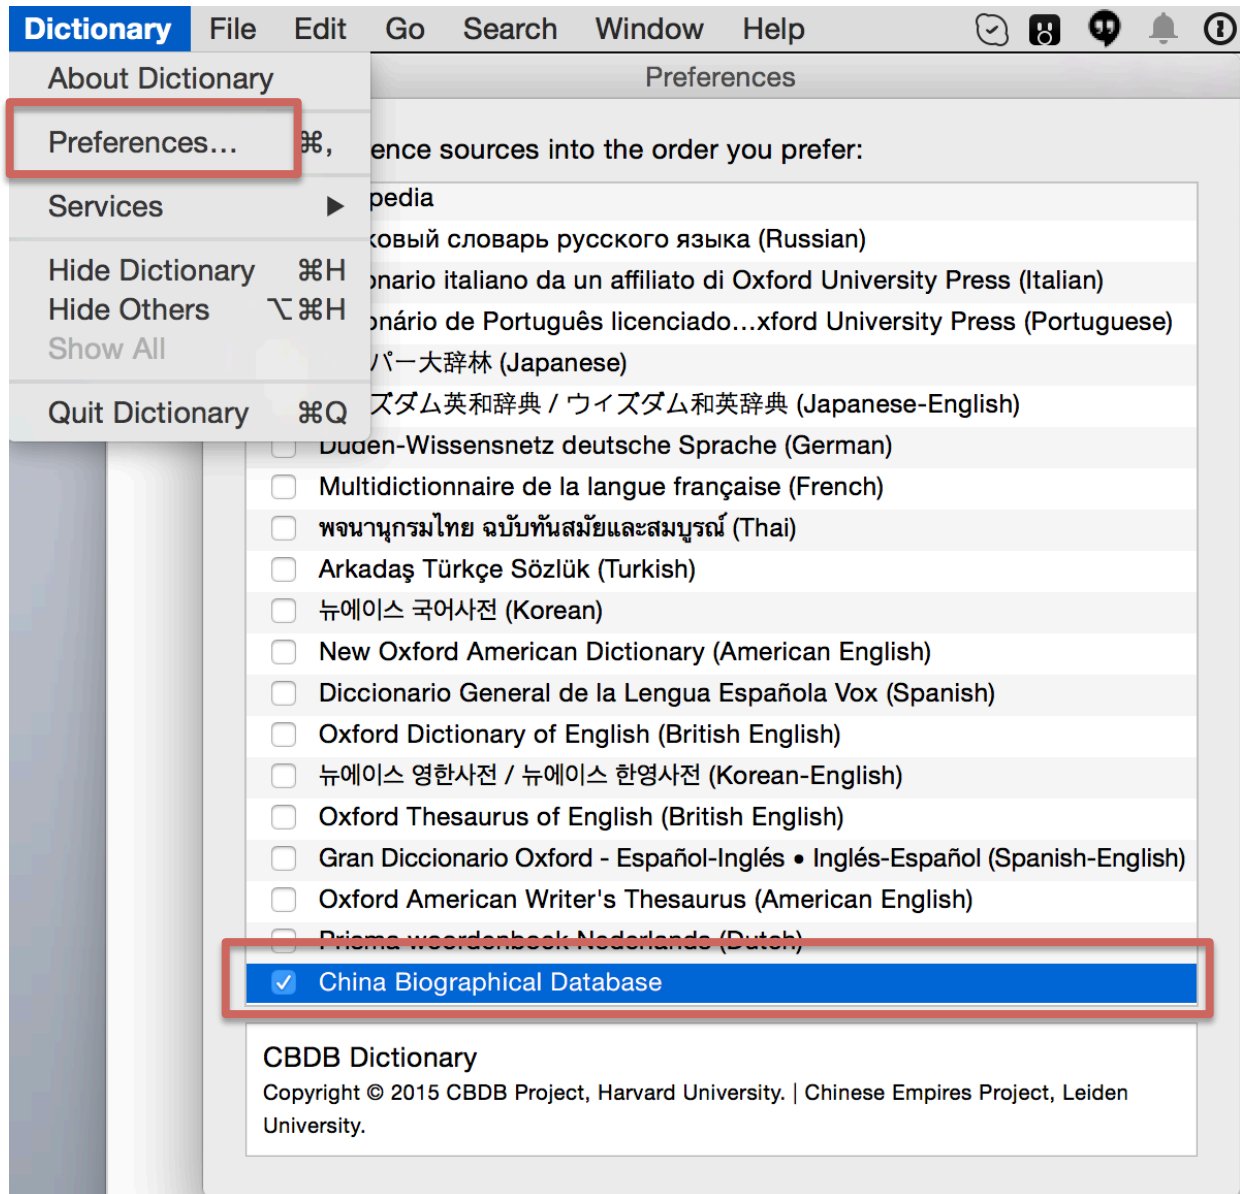 Dictionary File Edit Go Search Window Help
About Dictionary
Preferences
Preferences... ⌘,
ence sources into the order you prefer:
Services ▶
pedia
ковый словарь русского языка (Russian)
Hide Dictionary ⌘H
onario italiano da un affiliato di Oxford University Press (Italian)
Hide Others ⌥⌘H
onário de Português licenciado...xford University Press (Portuguese)
Show All
パー大辞林 (Japanese)
Quit Dictionary ⌘Q
ズダム英和辞典 / ウィズダム和英辞典 (Japanese-English)
Duden-Wissensnetz deutsche Sprache (German)
Multidictionnaire de la langue française (French)
พจนานุกรมไทย ฉบับทันสมัยและสมบูรณ์ (Thai)
Arkadaş Türkçe Sözlük (Turkish)
뉴에이스 국어사전 (Korean)
New Oxford American Dictionary (American English)
Diccionario General de la Lengua Española Vox (Spanish)
Oxford Dictionary of English (British English)
뉴에이스 영한사전 / 뉴에이스 한영사전 (Korean-English)
Oxford Thesaurus of English (British English)
Gran Diccionario Oxford - Español-Inglés • Inglés-Español (Spanish-English)
Oxford American Writer's Thesaurus (American English)
Prisma woordenboek Nederlands (Dutch)
China Biographical Database
CBDB Dictionary
Copyright © 2015 CBDB Project, Harvard University. | Chinese Empires Project, Leiden
University.